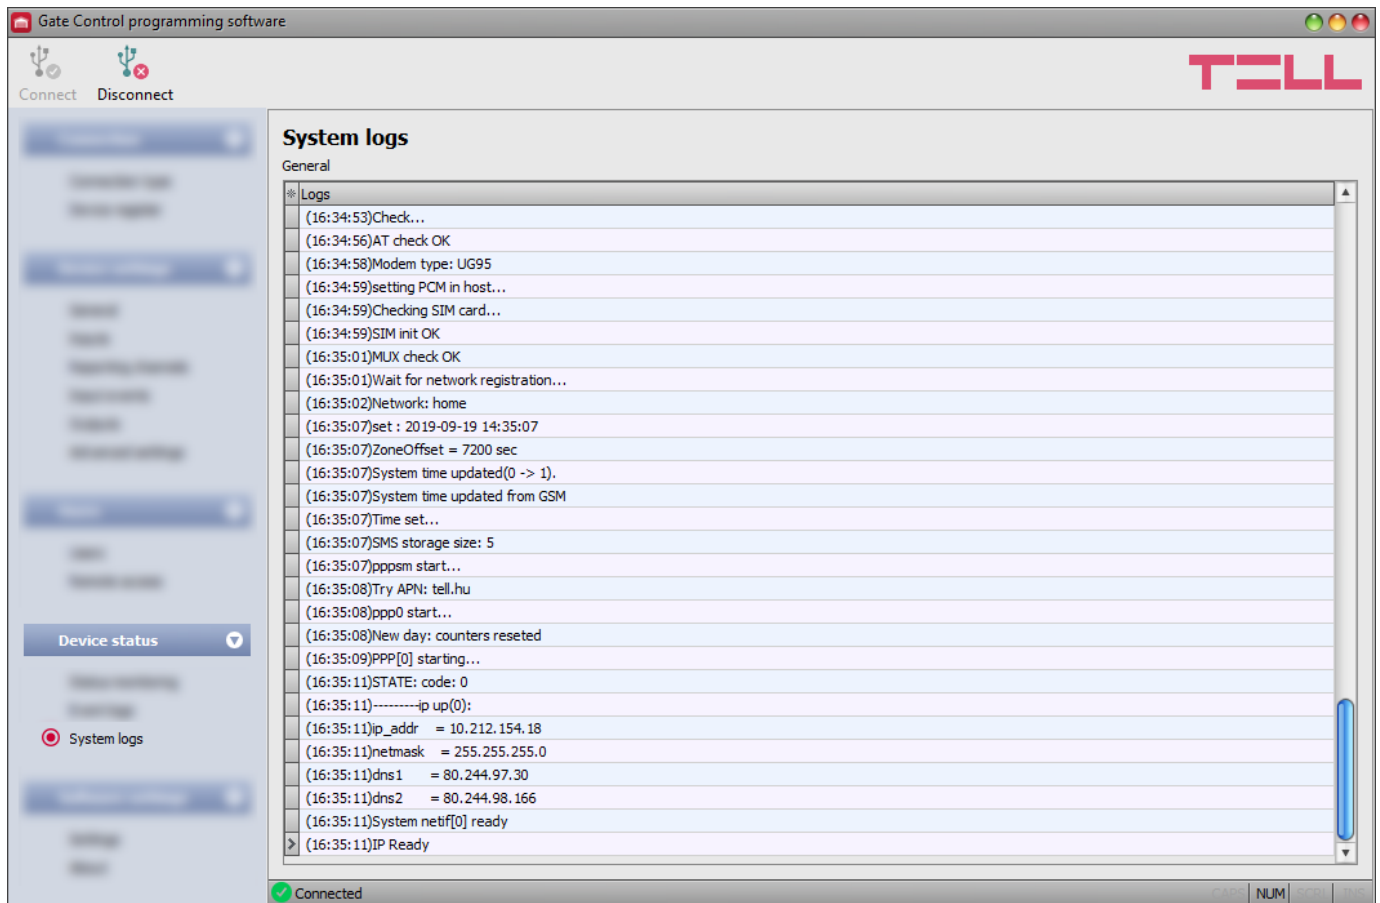 Gate Control programming software
Connect Disconnect
TELL
System logs
General
Logs
(16:34:53)Check...
(16:34:56)AT check OK
(16:34:58)Modem type: UG95
(16:34:59)setting PCM in host...
(16:34:59)Checking SIM card...
(16:34:59)SIM init OK
(16:35:01)MUX check OK
(16:35:01)Wait for network registration...
(16:35:02)Network: home
(16:35:07)set : 2019-09-19 14:35:07
(16:35:07)ZoneOffset = 7200 sec
(16:35:07)System time updated(0 -> 1).
(16:35:07)System time updated from GSM
(16:35:07)Time set...
(16:35:07)SMS storage size: 5
(16:35:07)pppsm start...
(16:35:08)Try APN: tell.hu
(16:35:08)ppp0 start...
(16:35:08)New day: counters reseted
(16:35:09)PPP[0] starting...
(16:35:11)STATE: code: 0
(16:35:11)---------ip up(0):
(16:35:11)ip_addr = 10.212.154.18
(16:35:11)netmask = 255.255.255.0
(16:35:11)dns1 = 80.244.97.30
(16:35:11)dns2 = 80.244.98.166
(16:35:11)System netif[0] ready
(16:35:11)IP Ready
Device status
System logs
Connected
CAPS NUM SCRL INS